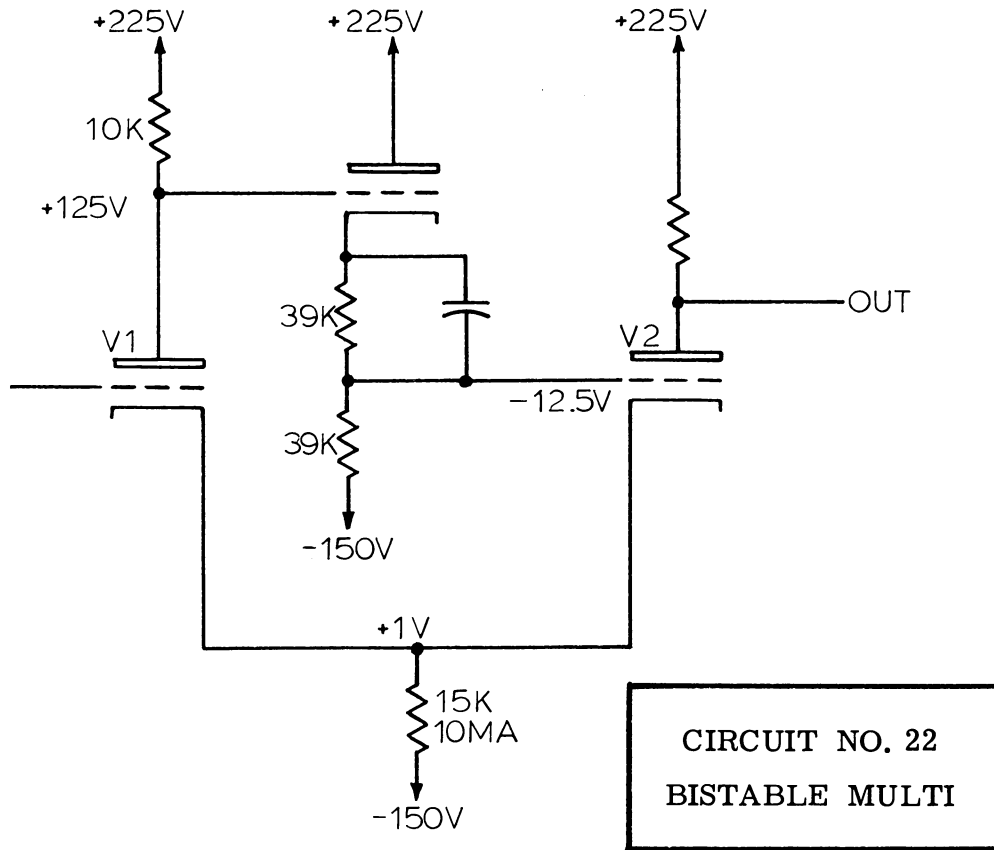 +225V
+225V
+225V
10K
+125V
39K
V1
V2
OUT
-12.5V
39K
-150V
+1V
15K
10MA
-150V
CIRCUIT NO. 22
BISTABLE MULTI